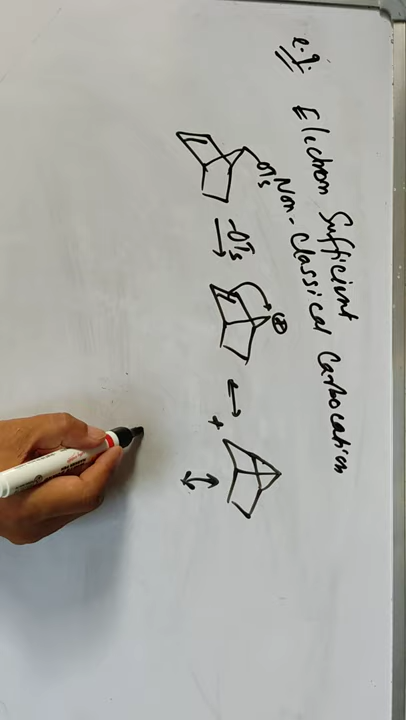 e.g. Electron Sufficient
Non-Classical Carbocation
OTs
-OTs
(+)
+